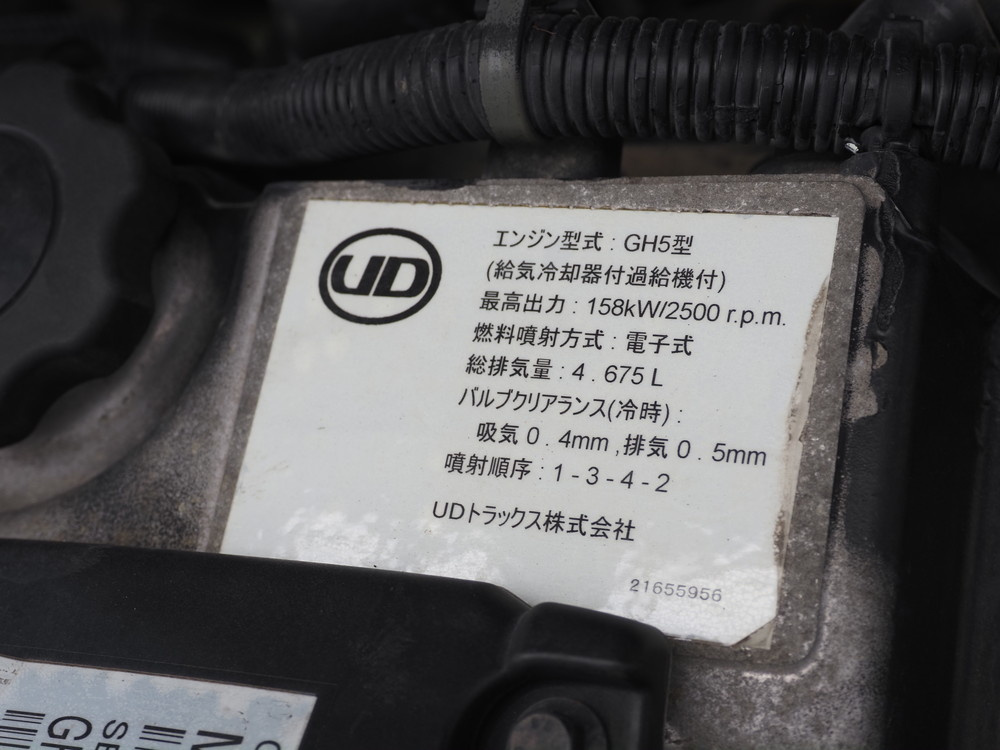 UD
エンジン型式 : GH5型
(給気冷却器付過給機付)
最高出力 : 158kW/2500 r.p.m.
燃料噴射方式 : 電子式
総排気量 : 4 . 675 L
バルブクリアランス(冷時) :
吸気 0 . 4mm , 排気 0 . 5mm
噴射順序 : 1 - 3 - 4 - 2
UDトラックス株式会社
21655956